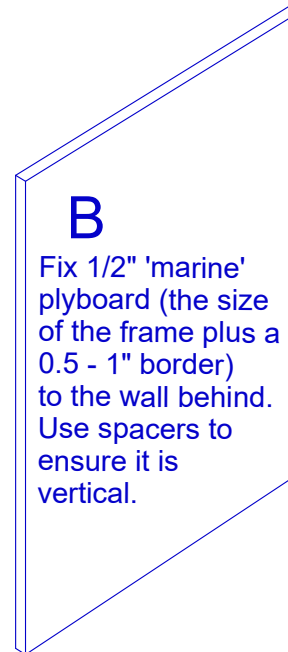 B
Fix 1/2" 'marine'
plyboard (the size
of the frame plus a
0.5 - 1" border)
to the wall behind.
Use spacers to
ensure it is
vertical.